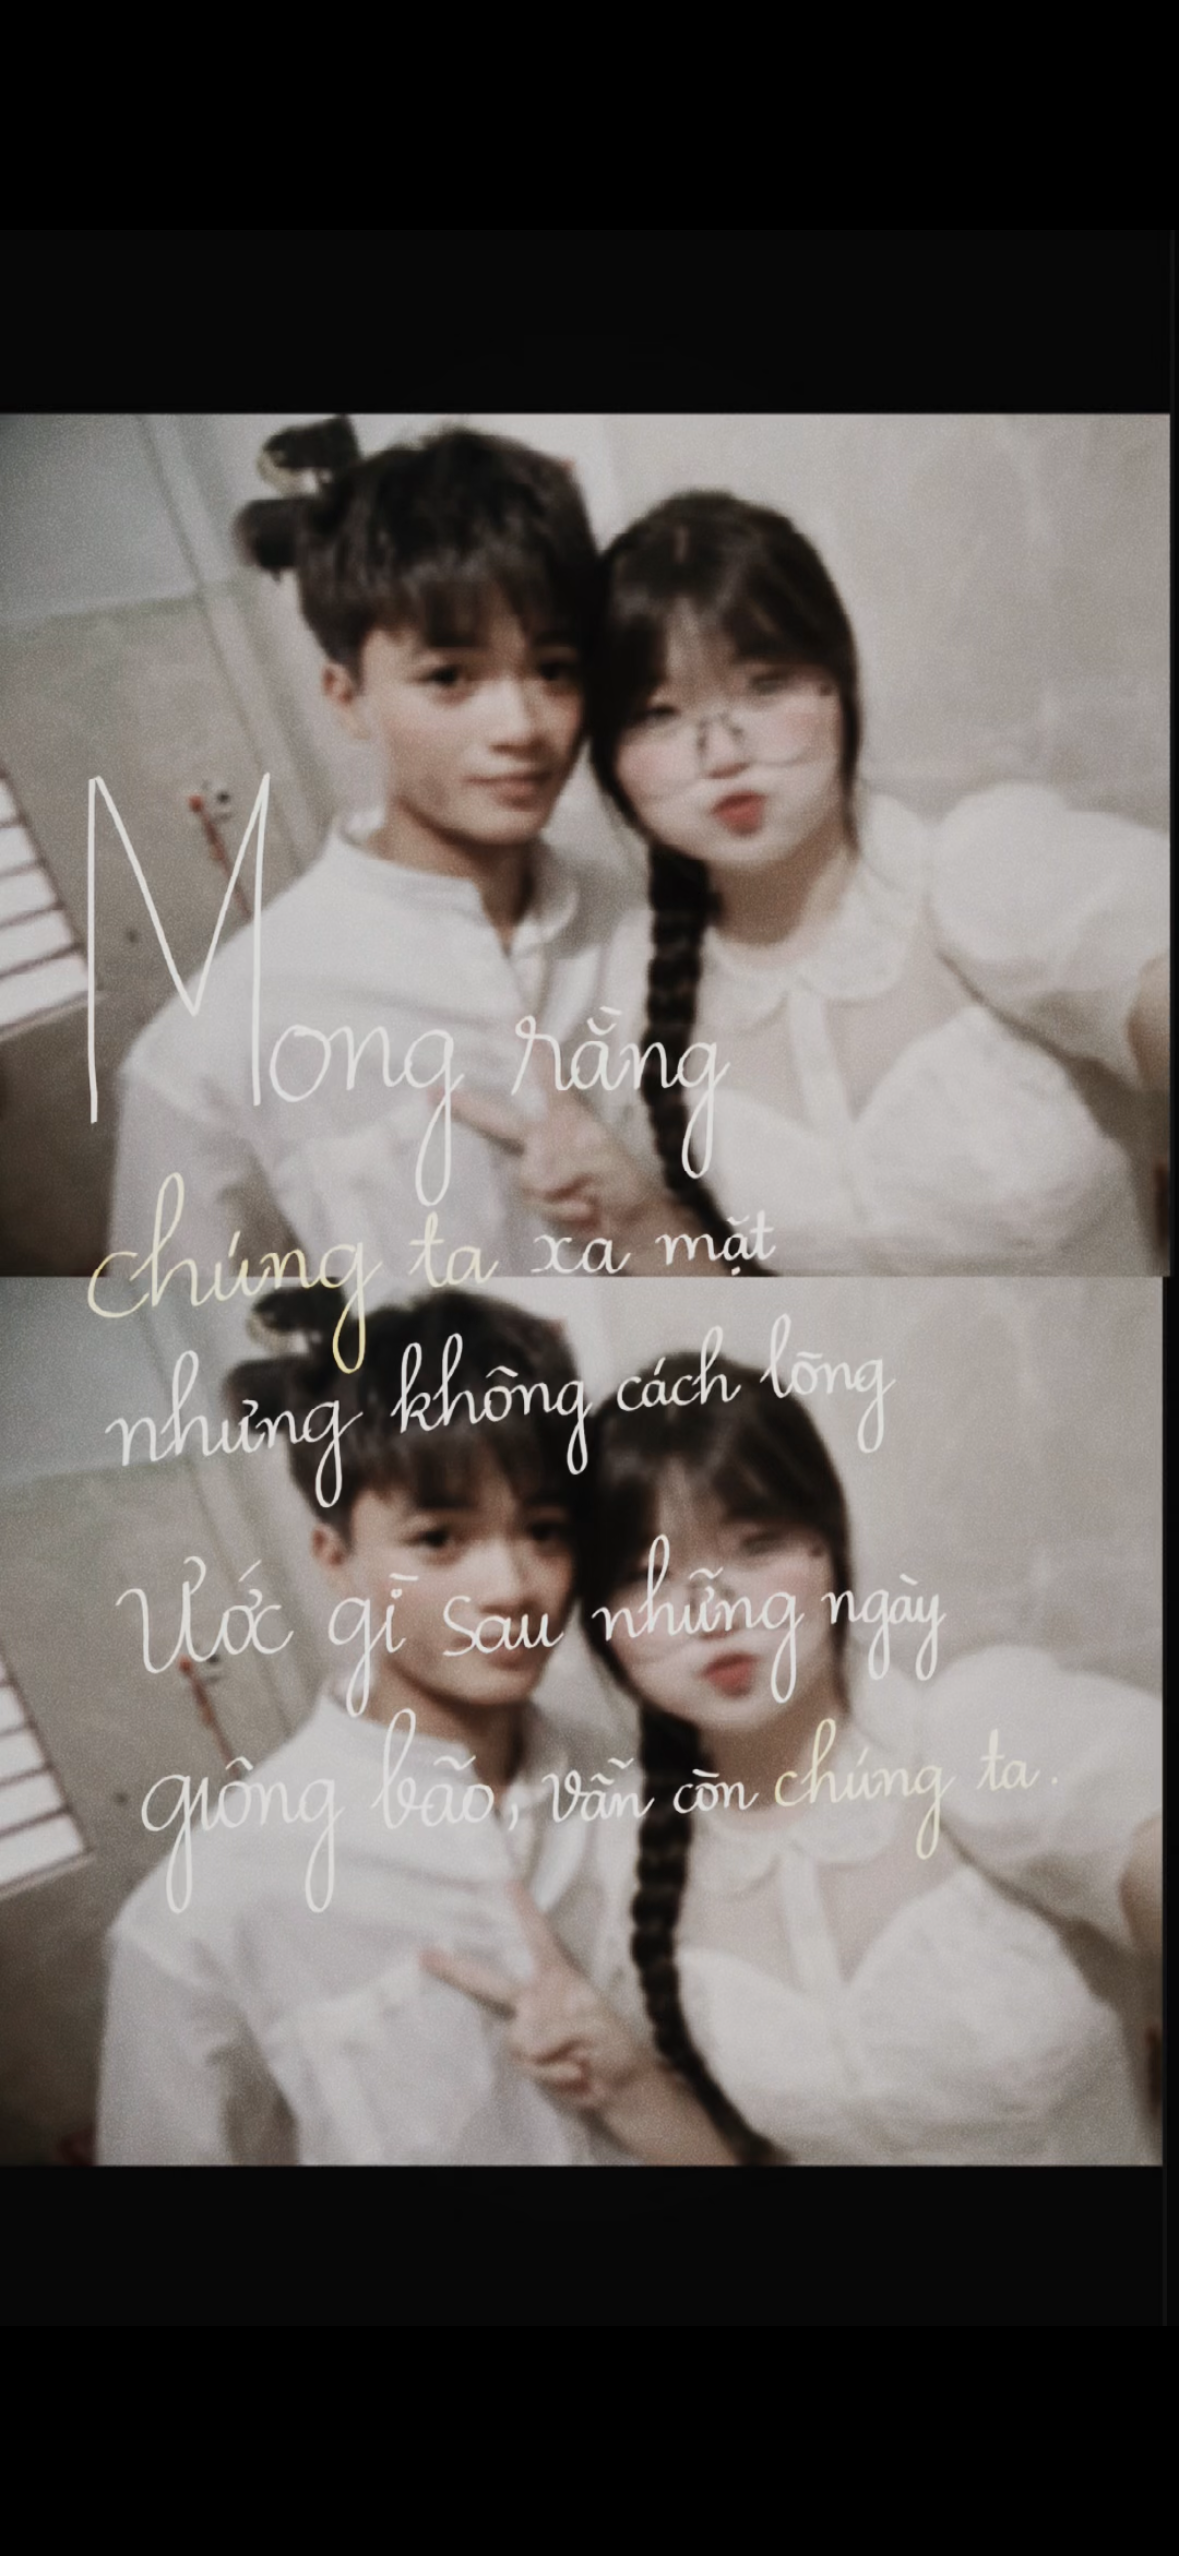 Mong rằng
chúng ta xa mặt
nhưng không cách lòng
Ước gì sau những ngày
giông bão, vẫn còn chúng ta.